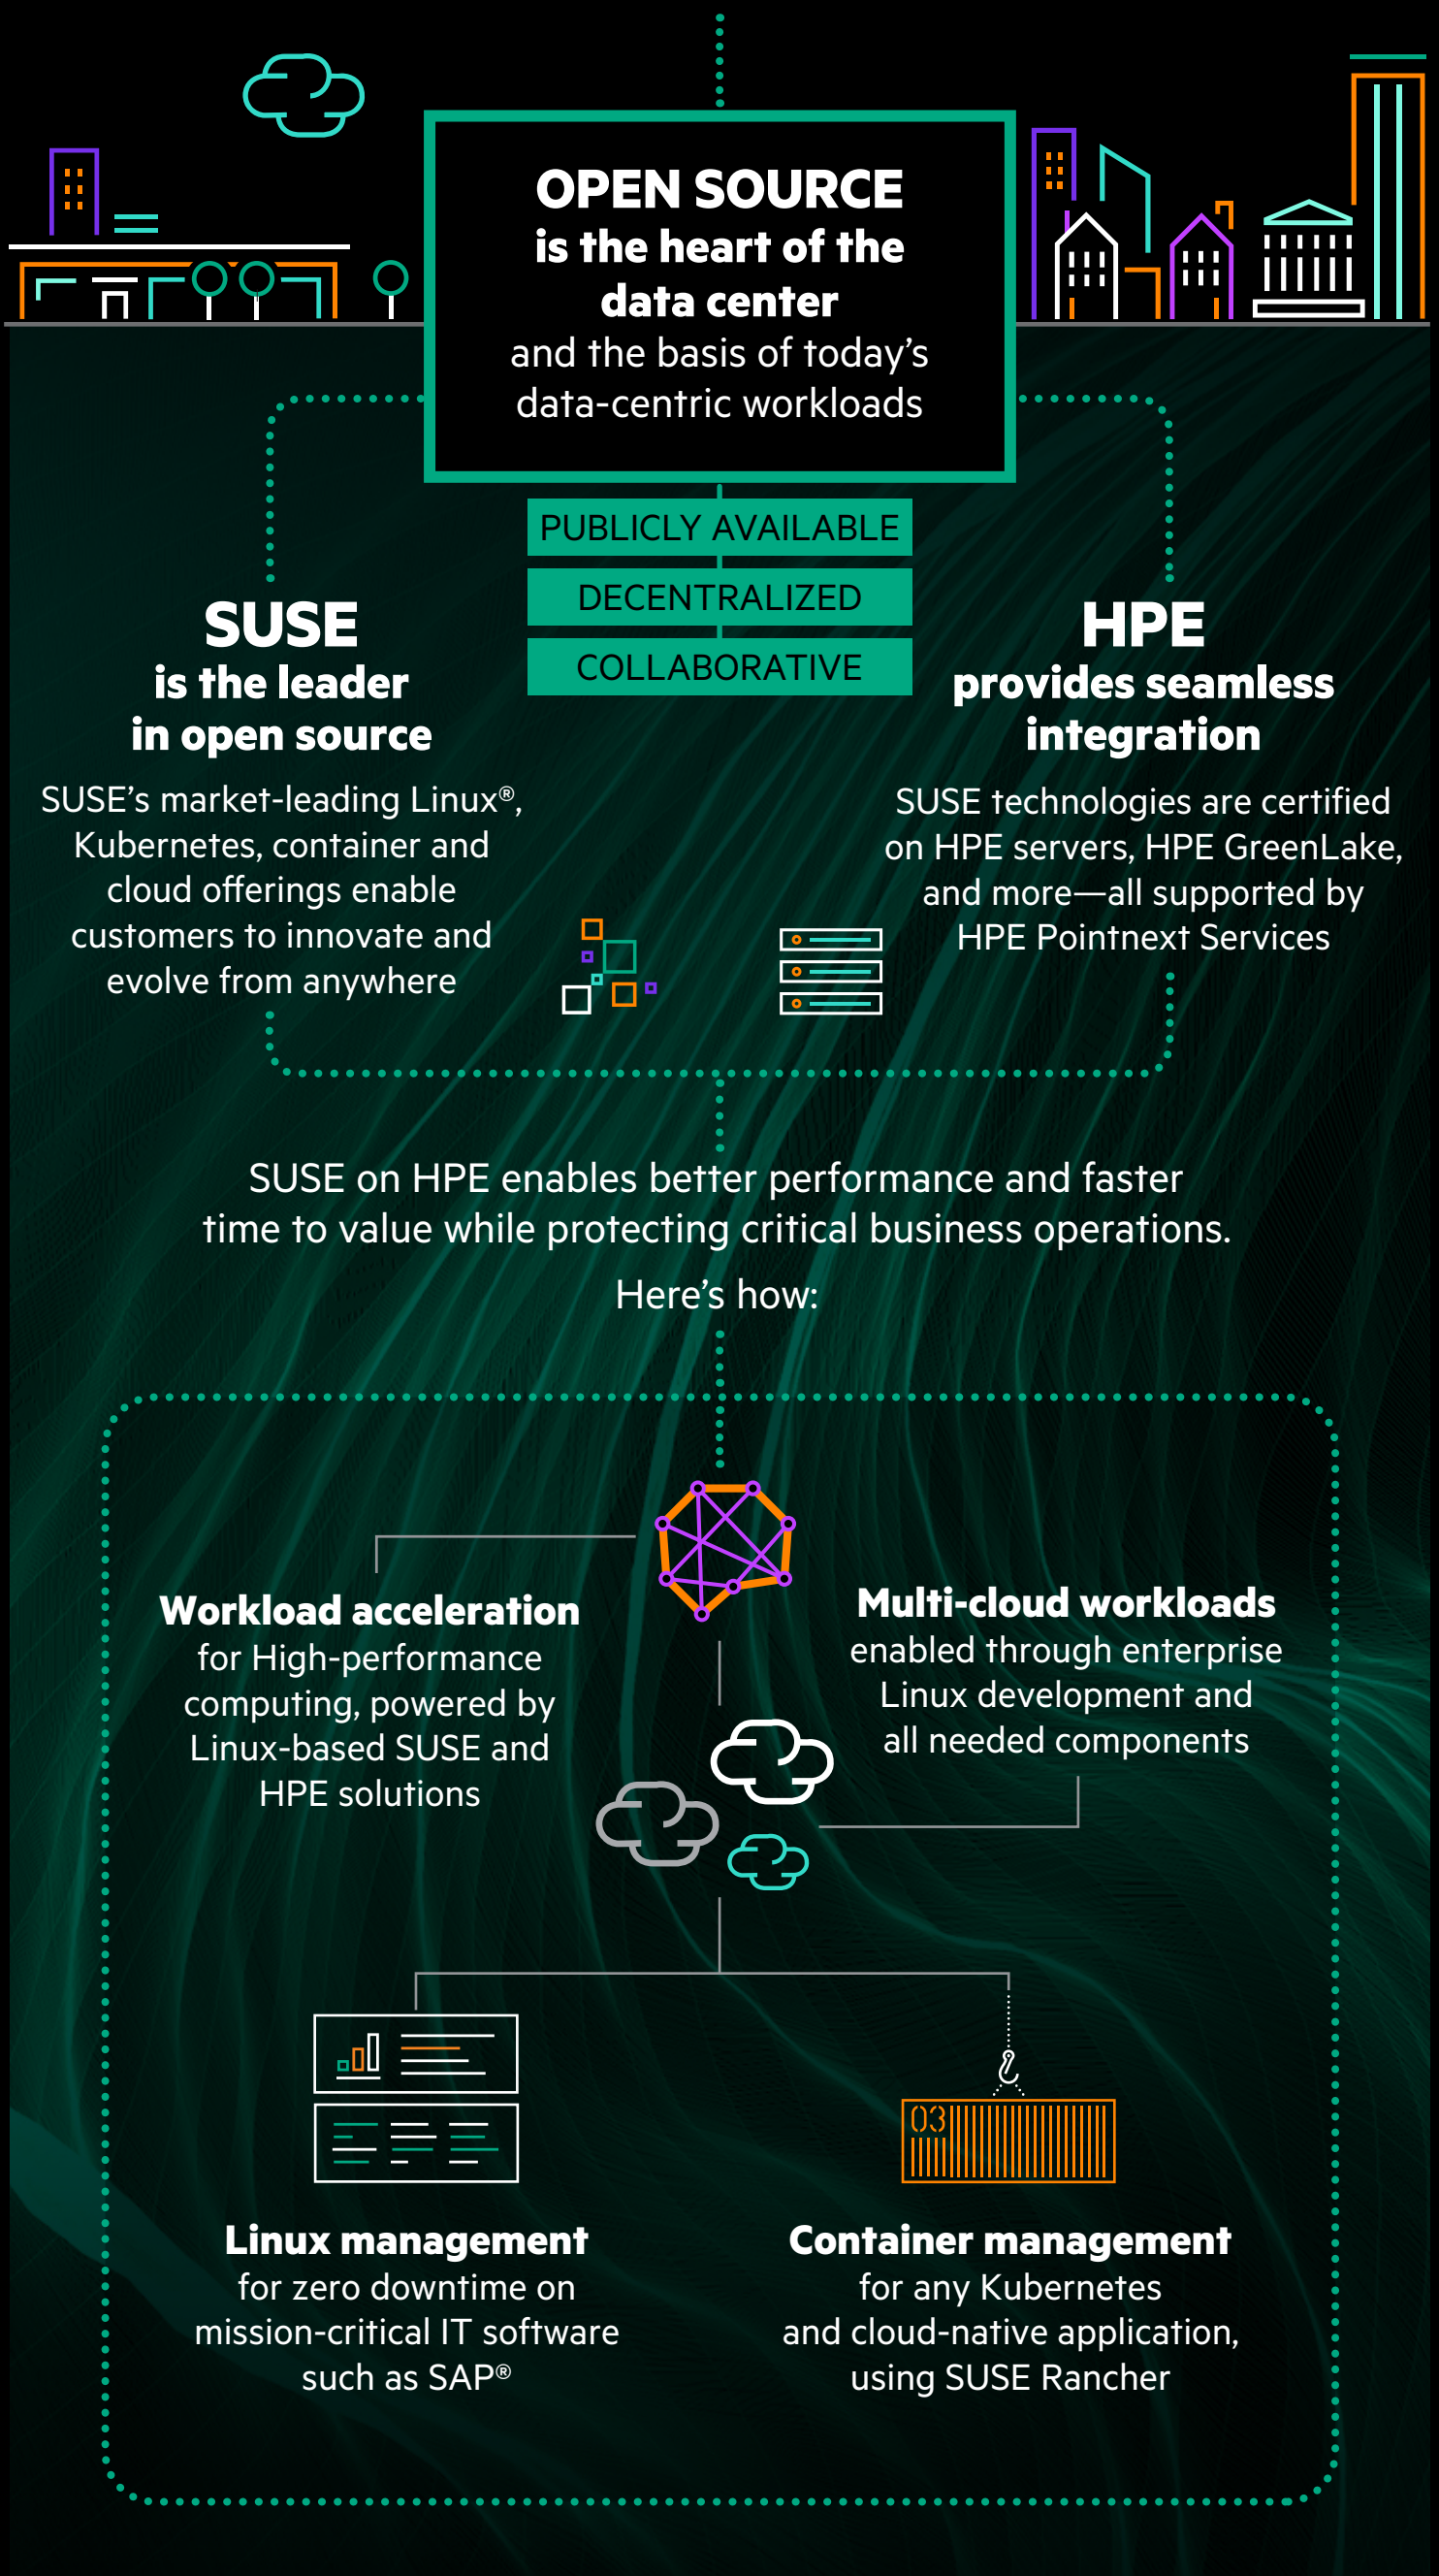 OPEN SOURCE
is the heart of the
data center
and the basis of today’s
data-centric workloads
PUBLICLY AVAILABLE
DECENTRALIZED
COLLABORATIVE
SUSE
is the leader
in open source
SUSE’s market-leading Linux®,
Kubernetes, container and
cloud offerings enable
customers to innovate and
evolve from anywhere
HPE
provides seamless
integration
SUSE technologies are certified
on HPE servers, HPE GreenLake,
and more—all supported by
HPE Pointnext Services
SUSE on HPE enables better performance and faster
time to value while protecting critical business operations.
Here’s how:
Workload acceleration
for High-performance
computing, powered by
Linux-based SUSE and
HPE solutions
Multi-cloud workloads
enabled through enterprise
Linux development and
all needed components
03
Linux management
for zero downtime on
mission-critical IT software
such as SAP®
Container management
for any Kubernetes
and cloud-native application,
using SUSE Rancher